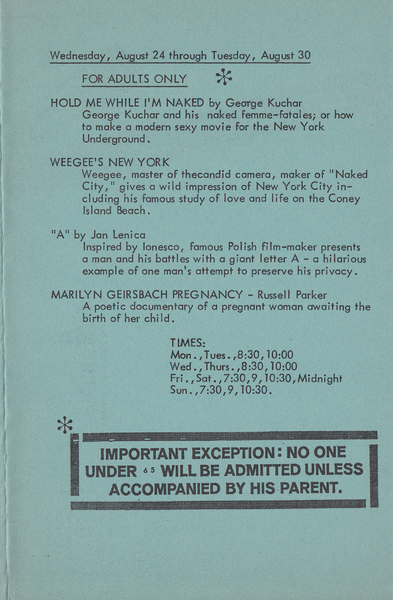 Wednesday, August 24 through Tuesday, August 30
FOR ADULTS ONLY *
HOLD ME WHILE I'M NAKED by George Kuchar
George Kuchar and his naked femme-fatales; or how
to make a modern sexy movie for the New York
Underground.
WEEGEE'S NEW YORK
Weegee, master of thecandid camera, maker of "Naked
City," gives a wild impression of New York City in-
cluding his famous study of love and life on the Coney
Island Beach.
"A" by Jan Lenica
Inspired by Ionesco, famous Polish film-maker presents
a man and his battles with a giant letter A - a hilarious
example of one man's attempt to preserve his privacy.
MARILYN GEIRSBACH PREGNANCY - Russell Parker
A poetic documentary of a pregnant woman awaiting the
birth of her child.
TIMES:
Mon.,Tues.,8:30,10:00
Wed.,Thurs.,8:30,10:00
Fri.,Sat.,7:30,9,10:30,Midnight
Sun.,7:30,9,10:30.
*
IMPORTANT EXCEPTION: NO ONE
UNDER 65 WILL BE ADMITTED UNLESS
ACCOMPANIED BY HIS PARENT.